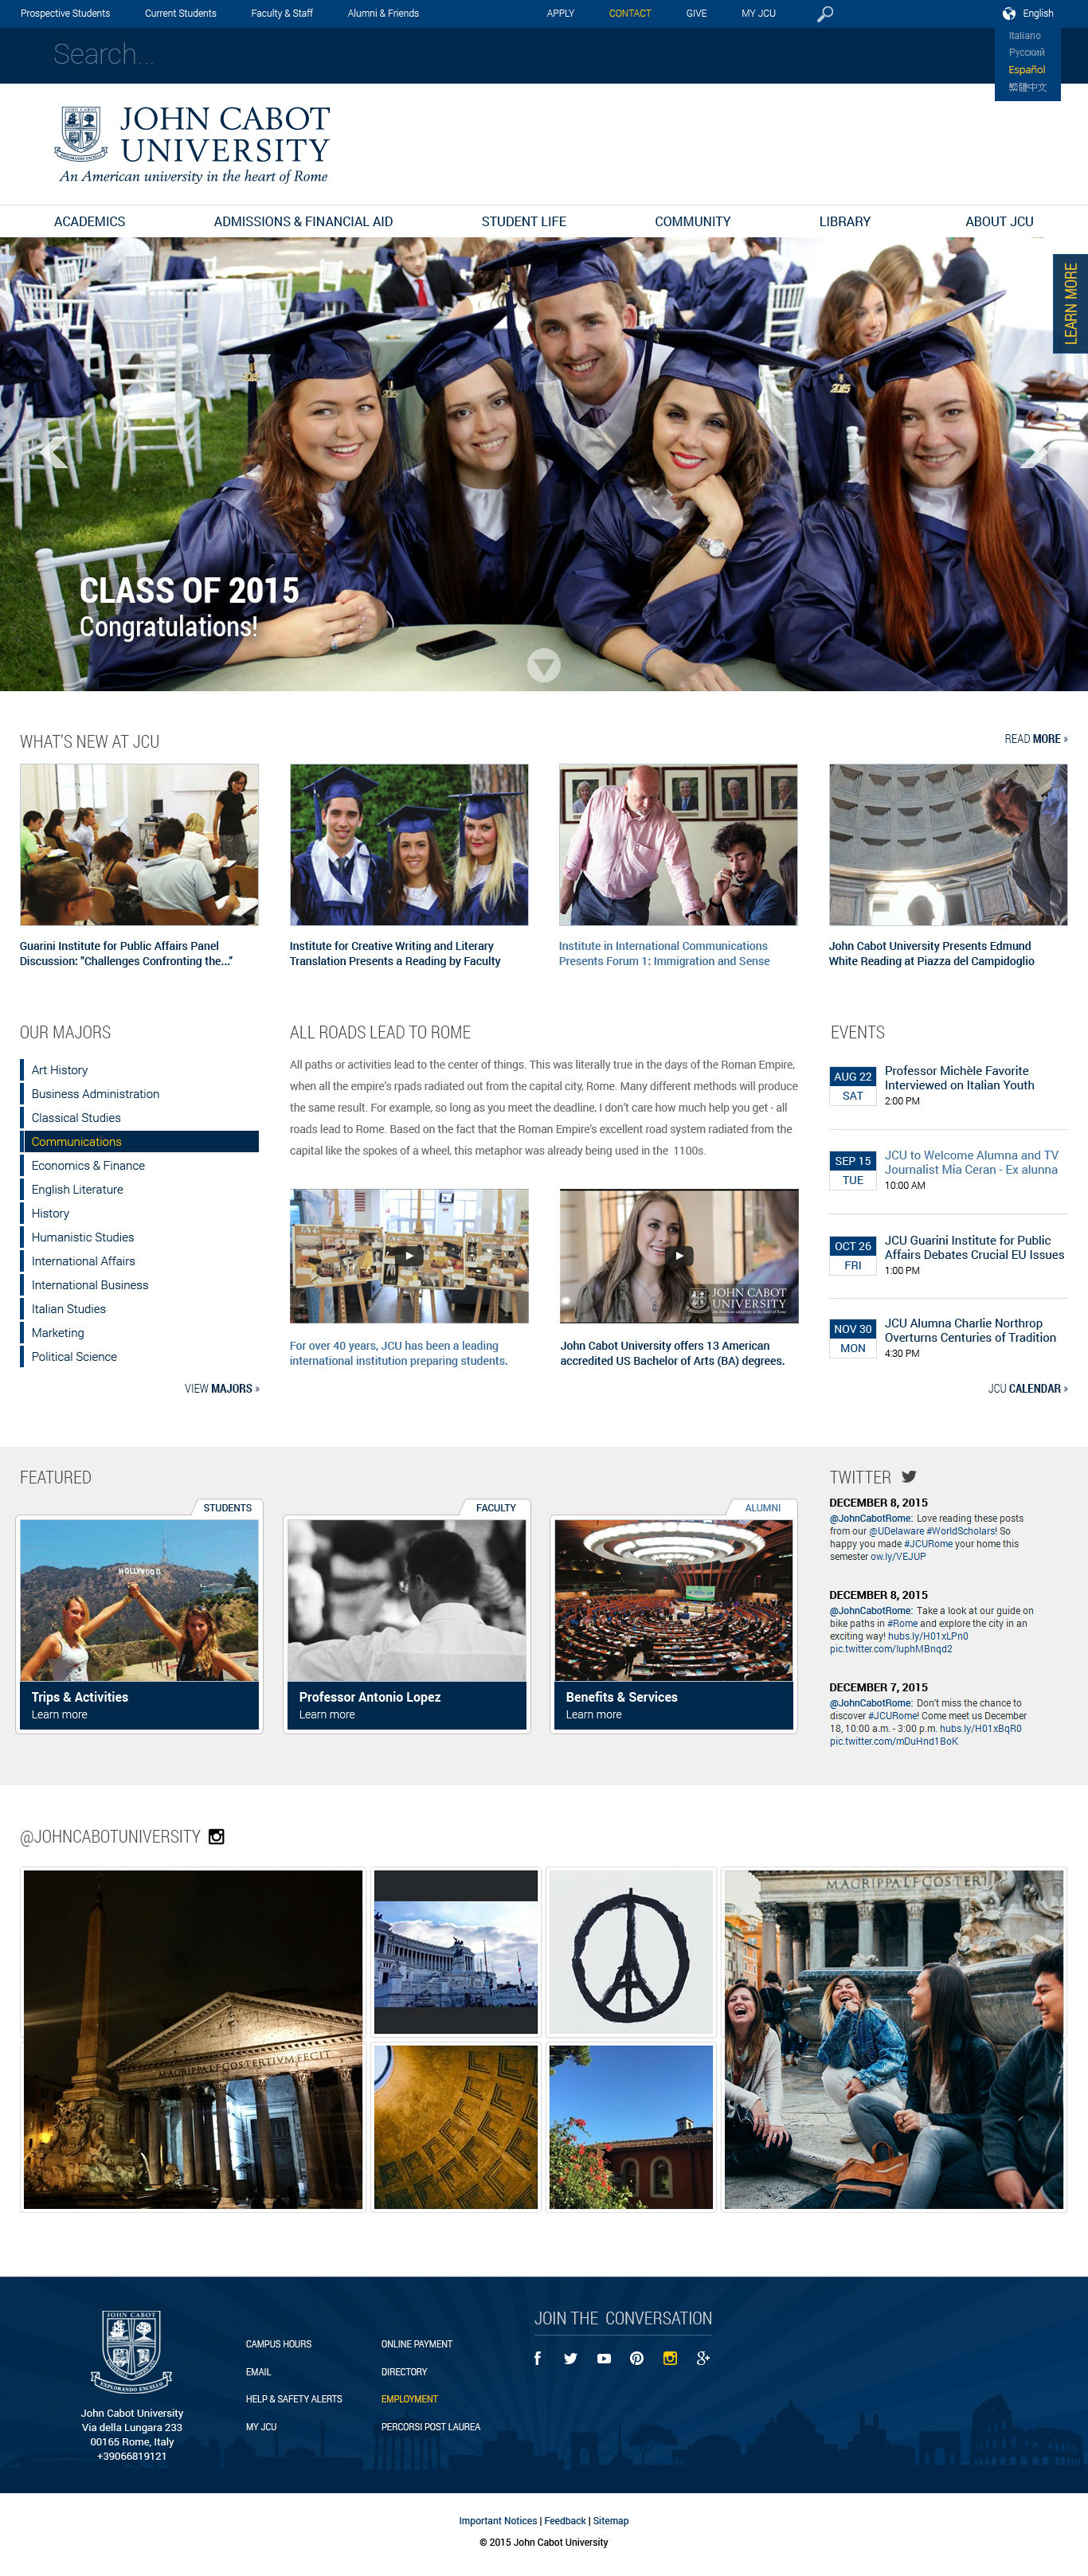 Prospective Students Current Students Faculty & Staff Alumni & Friends APPLY CONTACT GIVE MY JCU English
Italiano
Русский
Español
繁體中文
Search...
JOHN CABOT
UNIVERSITY
An American university in the heart of Rome
ACADEMICS ADMISSIONS & FINANCIAL AID STUDENT LIFE COMMUNITY LIBRARY ABOUT JCU
LEARN MORE
2015
2015
2015
CLASS OF 2015
Congratulations!
WHAT'S NEW AT JCU
READ MORE »
Guarini Institute for Public Affairs Panel
Discussion: "Challenges Confronting the..."
Institute for Creative Writing and Literary
Translation Presents a Reading by Faculty
Institute in International Communications
Presents Forum 1: Immigration and Sense
John Cabot University Presents Edmund
White Reading at Piazza del Campidoglio
OUR MAJORS
Art History
Business Administration
Classical Studies
Communications
Economics & Finance
English Literature
History
Humanistic Studies
International Affairs
International Business
Italian Studies
Marketing
Political Science
VIEW MAJORS »
ALL ROADS LEAD TO ROME
All paths or activities lead to the center of things. This was literally true in the days of the Roman Empire,
when all the empire's rpads radiated out from the capital city, Rome. Many different methods will produce
the same result. For example, so long as you meet the deadline, I don't care how much help you get - all
roads lead to Rome. Based on the fact that the Roman Empire's excellent road system radiated from the
capital like the spokes of a wheel, this metaphor was already being used in the 1100s.
JOHN CABOT
UNIVERSITY
An American university in the heart of Rome
For over 40 years, JCU has been a leading
international institution preparing students.
John Cabot University offers 13 American
accredited US Bachelor of Arts (BA) degrees.
EVENTS
AUG 22
SAT
Professor Michèle Favorite
Interviewed on Italian Youth
2:00 PM
SEP 15
TUE
JCU to Welcome Alumna and TV
Journalist Mia Ceran - Ex alunna
10:00 AM
OCT 26
FRI
JCU Guarini Institute for Public
Affairs Debates Crucial EU Issues
1:00 PM
NOV 30
MON
JCU Alumna Charlie Northrop
Overturns Centuries of Tradition
4:30 PM
JCU CALENDAR »
FEATURED
STUDENTS
HOLLYWOOD
Trips & Activities
Learn more
FACULTY
Professor Antonio Lopez
Learn more
ALUMNI
Benefits & Services
Learn more
TWITTER
DECEMBER 8, 2015
@JohnCabotRome: Love reading these posts
from our @UDelaware #WorldScholars! So
happy you made #JCURome your home this
semester ow.ly/VEJUP
DECEMBER 8, 2015
@JohnCabotRome: Take a look at our guide on
bike paths in #Rome and explore the city in an
exciting way! hubs.ly/H01xLPn0
pic.twitter.com/IuphMBnqd2
DECEMBER 7, 2015
@JohnCabotRome: Don't miss the chance to
discover #JCURome! Come meet us December
18, 10:00 a.m. - 3:00 p.m. hubs.ly/H01xBqR0
pic.twitter.com/mDuHnd1BoK
@JOHNCABOTUNIVERSITY
MAGRIPPALFCOSTERTIVMFECIT
MAGRIPPALFCOSTERT
JOHN CABOT
EXPLORANDO EXCELLO
John Cabot University
Via della Lungara 233
00165 Rome, Italy
+39066819121
CAMPUS HOURS
EMAIL
HELP & SAFETY ALERTS
MY JCU
ONLINE PAYMENT
DIRECTORY
EMPLOYMENT
PERCORSI POST LAUREA
JOIN THE CONVERSATION
Important Notices | Feedback | Sitemap
© 2015 John Cabot University